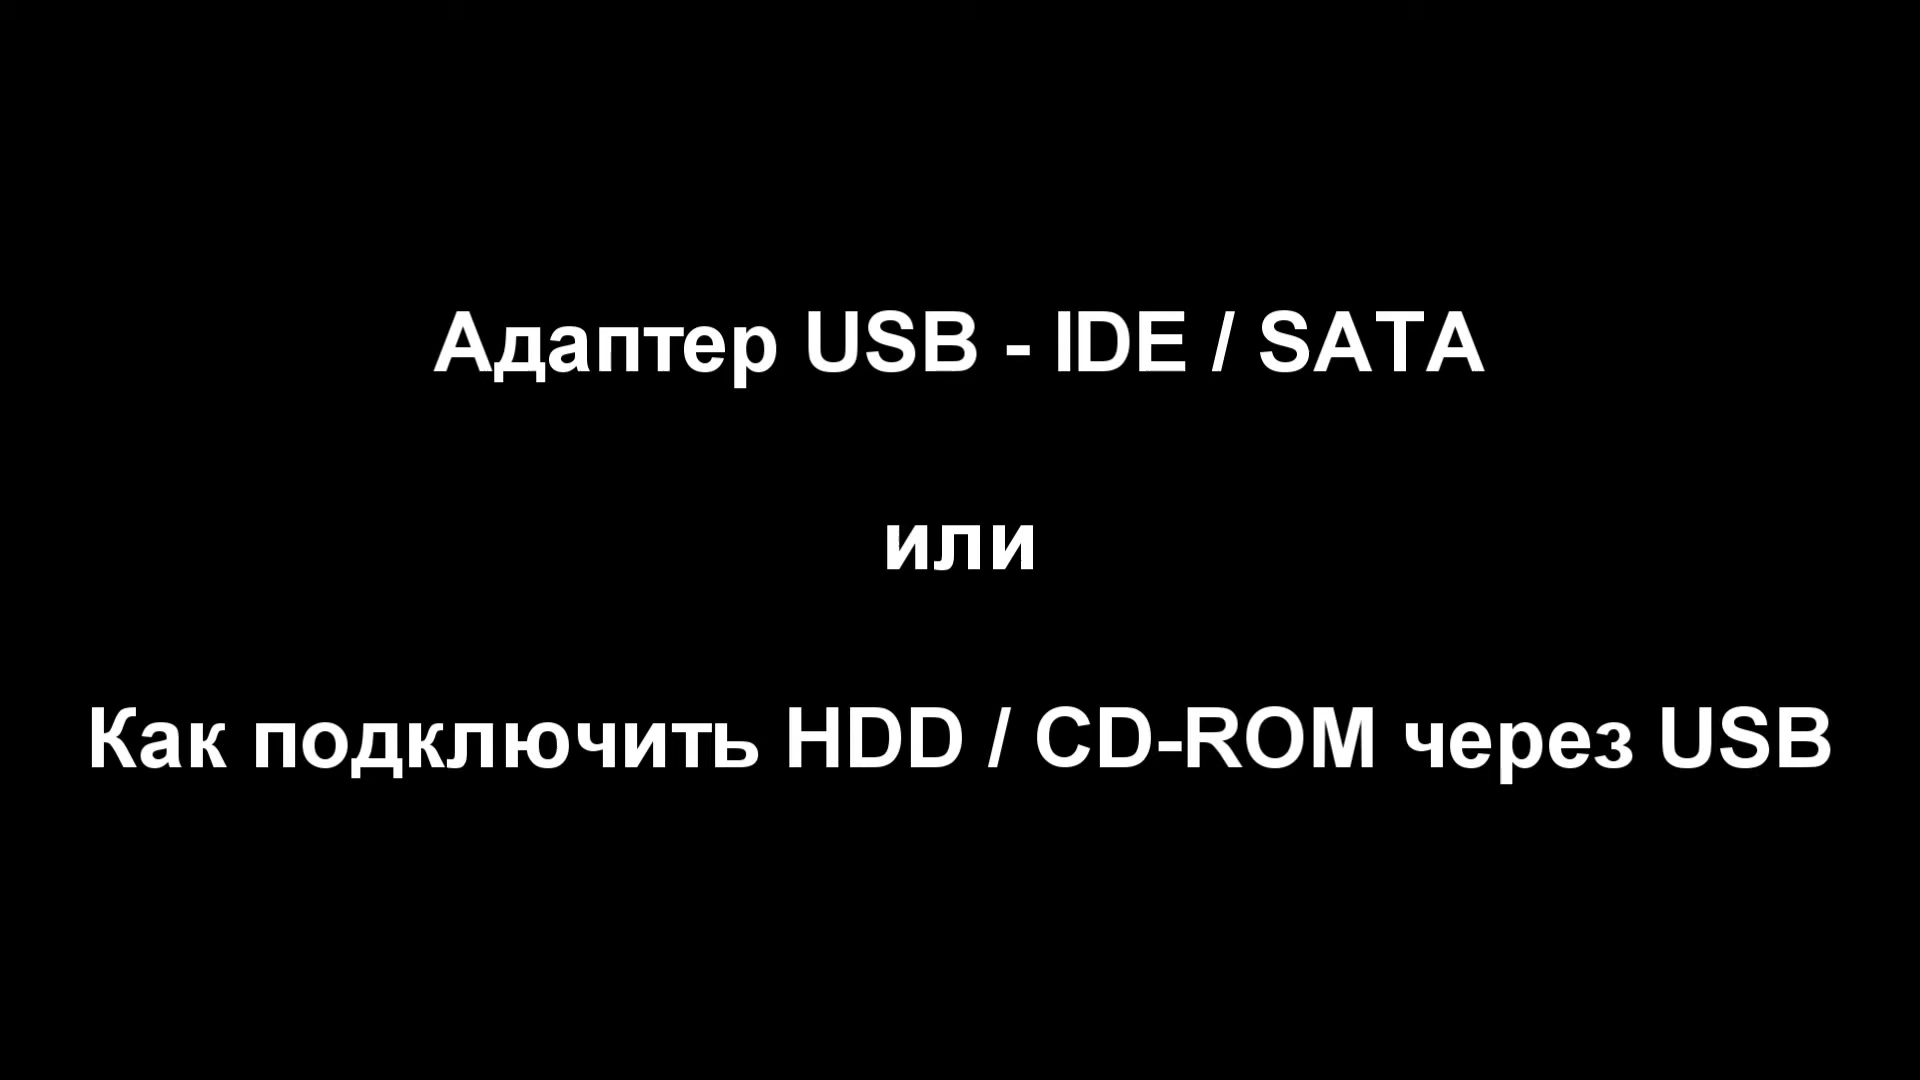 Адаптер USB - IDE / SATA
или
Как подключить HDD / CD-ROM через USB